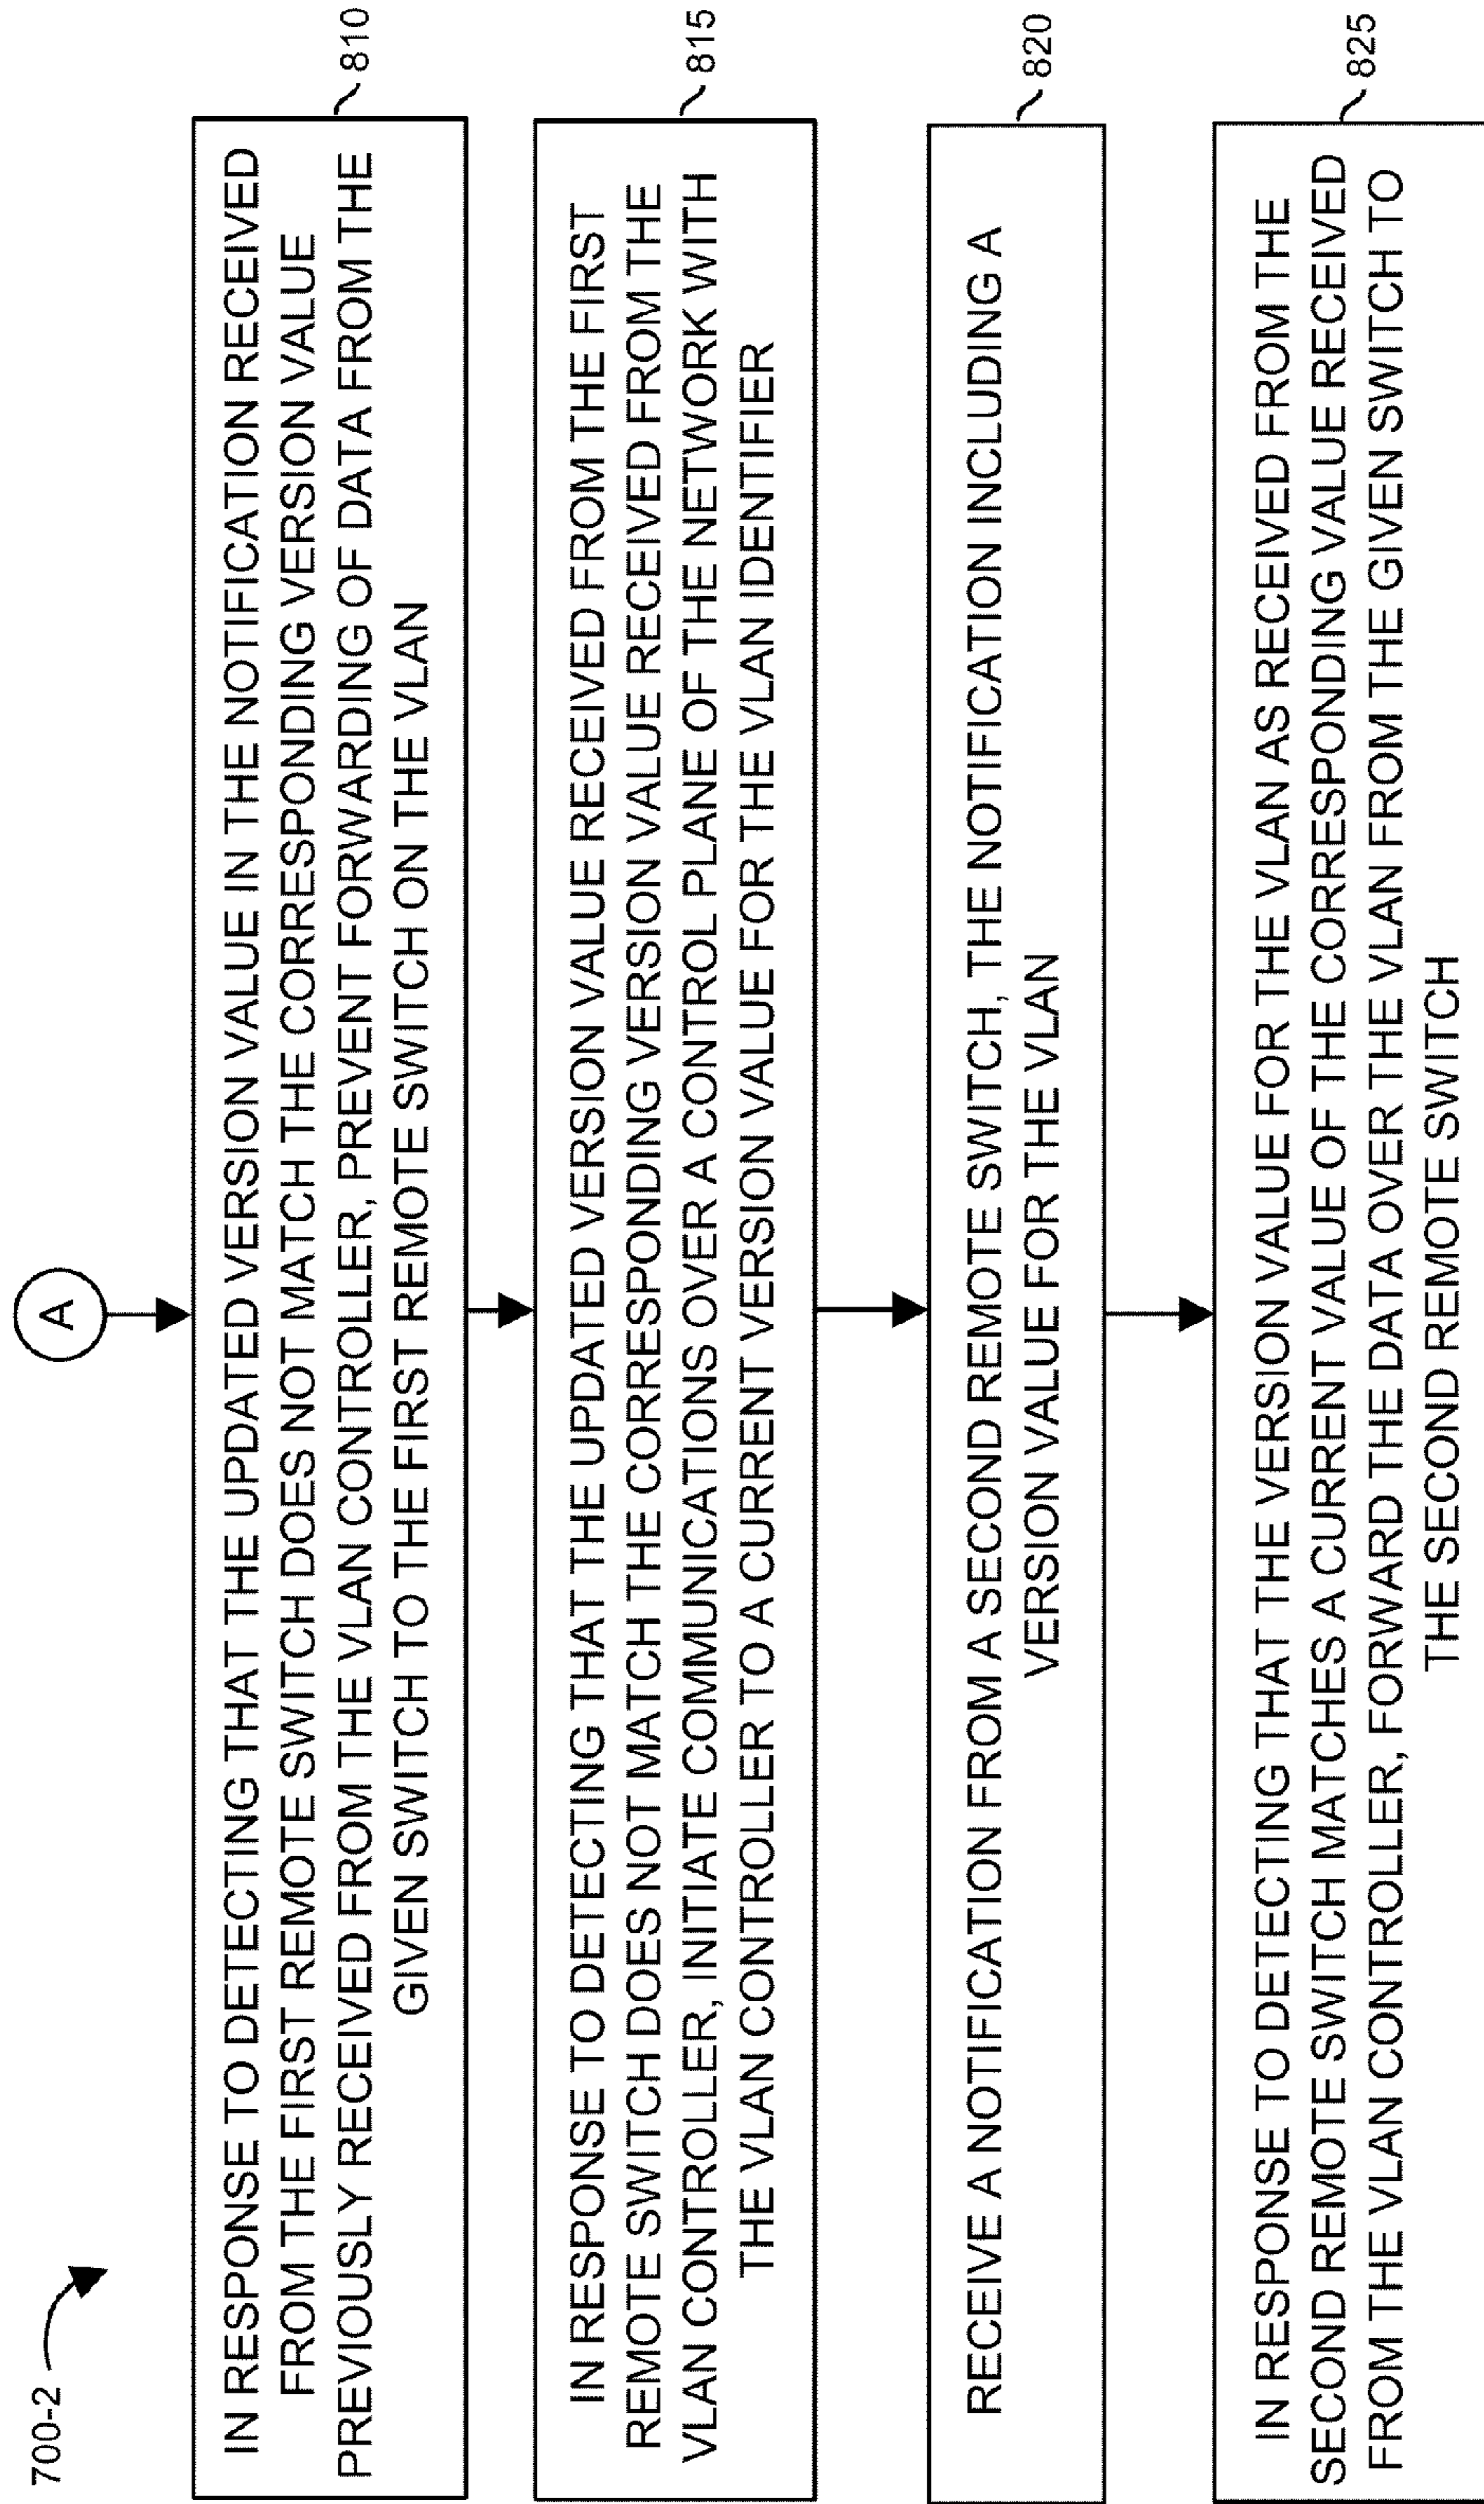 700-2
A
IN RESPONSE TO DETECTING THAT THE UPDATED VERSION VALUE IN THE NOTIFICATION RECEIVED
FROM THE FIRST REMOTE SWITCH DOES NOT MATCH THE CORRESPONDING VERSION VALUE
PREVIOUSLY RECEIVED FROM THE VLAN CONTROLLER, PREVENT FORWARDING OF DATA FROM THE
GIVEN SWITCH TO THE FIRST REMOTE SWITCH ON THE VLAN
810
IN RESPONSE TO DETECTING THAT THE UPDATED VERSION VALUE RECEIVED FROM THE FIRST
REMOTE SWITCH DOES NOT MATCH THE CORRESPONDING VERSION VALUE RECEIVED FROM THE
VLAN CONTROLLER, INITIATE COMMUNICATIONS OVER A CONTROL PLANE OF THE NETWORK WITH
THE VLAN CONTROLLER TO A CURRENT VERSION VALUE FOR THE VLAN IDENTIFIER
815
RECEIVE A NOTIFICATION FROM A SECOND REMOTE SWITCH, THE NOTIFICATION INCLUDING A
VERSION VALUE FOR THE VLAN
820
IN RESPONSE TO DETECTING THAT THE VERSION VALUE FOR THE VLAN AS RECEIVED FROM THE
SECOND REMOTE SWITCH MATCHES A CURRENT VALUE OF THE CORRESPONDING VALUE RECEIVED
FROM THE VLAN CONTROLLER, FORWARD THE DATA OVER THE VLAN FROM THE GIVEN SWITCH TO
THE SECOND REMOTE SWITCH
825